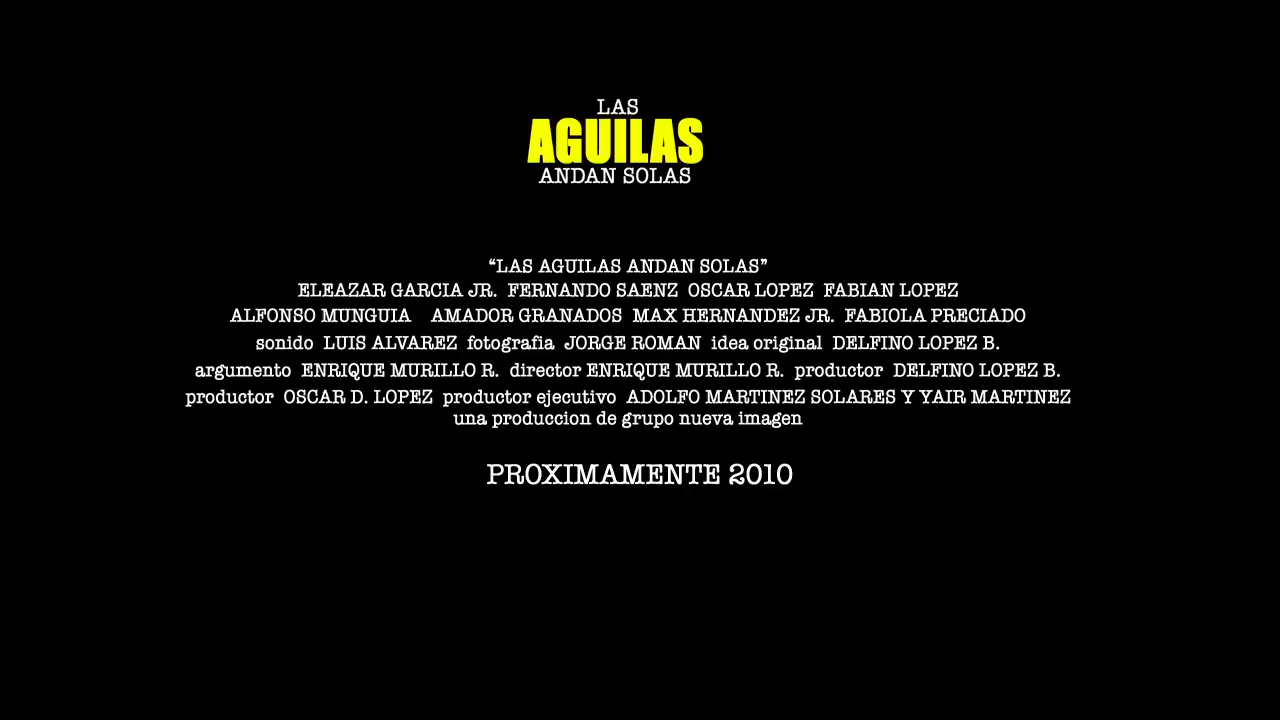 LAS
AGUILAS
ANDAN SOLAS
“LAS AGUILAS ANDAN SOLAS”
ELEAZAR GARCIA JR. FERNANDO SAENZ OSCAR LOPEZ FABIAN LOPEZ
ALFONSO MUNGUIA AMADOR GRANADOS MAX HERNANDEZ JR. FABIOLA PRECIADO
sonido LUIS ALVAREZ fotografia JORGE ROMAN idea original DELFINO LOPEZ B.
argumento ENRIQUE MURILLO R. director ENRIQUE MURILLO R. productor DELFINO LOPEZ B.
productor OSCAR D. LOPEZ productor ejecutivo ADOLFO MARTINEZ SOLARES Y YAIR MARTINEZ
una produccion de grupo nueva imagen
PROXIMAMENTE 2010